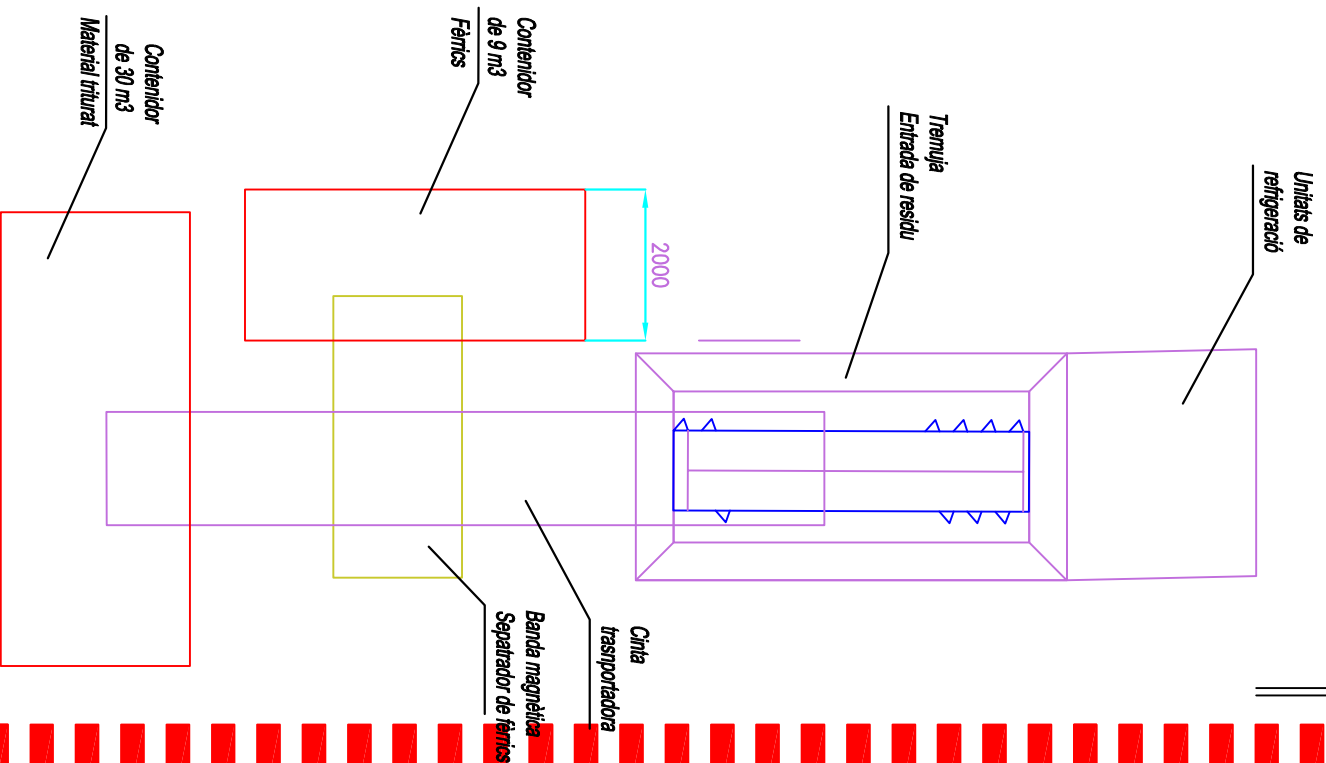 Contenidor
de 30 m3
Material triturat
Contenidor
de 9 m3
Fèrrics
2000
Tremuja
Entrada de residu
Unitats de
refrigeració
Cinta
trasnportadora
Banda magnètica
Sepatrador de fèrrics